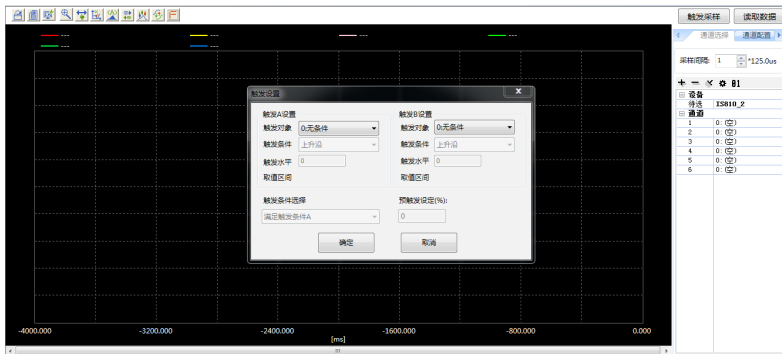 触发采样 读取数据
--- --- --- ---
--- ---
通道选择 通道配置
采样间隔: 1 *125.0us
设备
待选 IS810_2
通道
1 0:(空)
2 0:(空)
3 0:(空)
4 0:(空)
5 0:(空)
6 0:(空)
触发设置 x
触发A设置 触发B设置
触发对象 0:无条件 触发对象 0:无条件
触发条件 上升沿 触发条件 上升沿
触发水平 0 触发水平 0
取值区间 取值区间
触发条件选择 预触发设定(%):
满足触发条件A 0
确定 取消
-4000.000 -3200.000 -2400.000 -1600.000 -800.000 0.000
[ms]